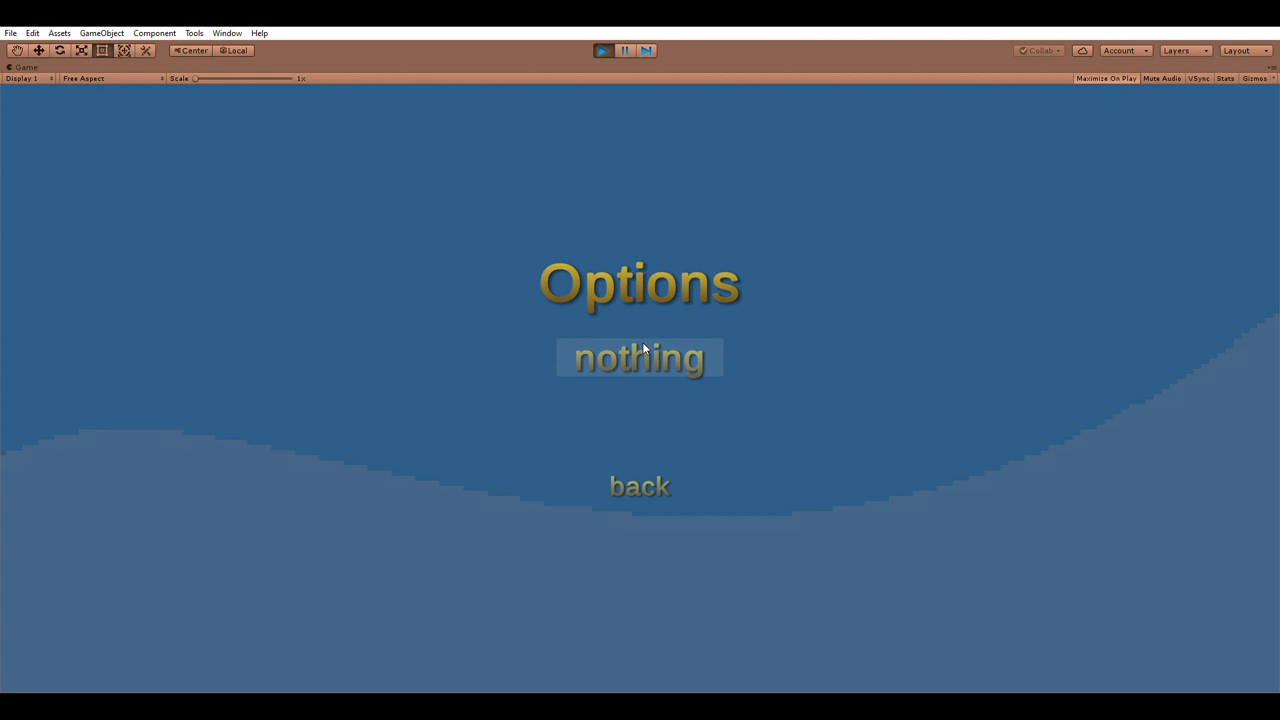 File Edit Assets GameObject Component Tools Window Help
Center Local Collab Account Layers Layout
Game
Display 1 Free Aspect Scale 1x Maximize On Play Mute Audio VSync Stats Gizmos
Options
nothing
back